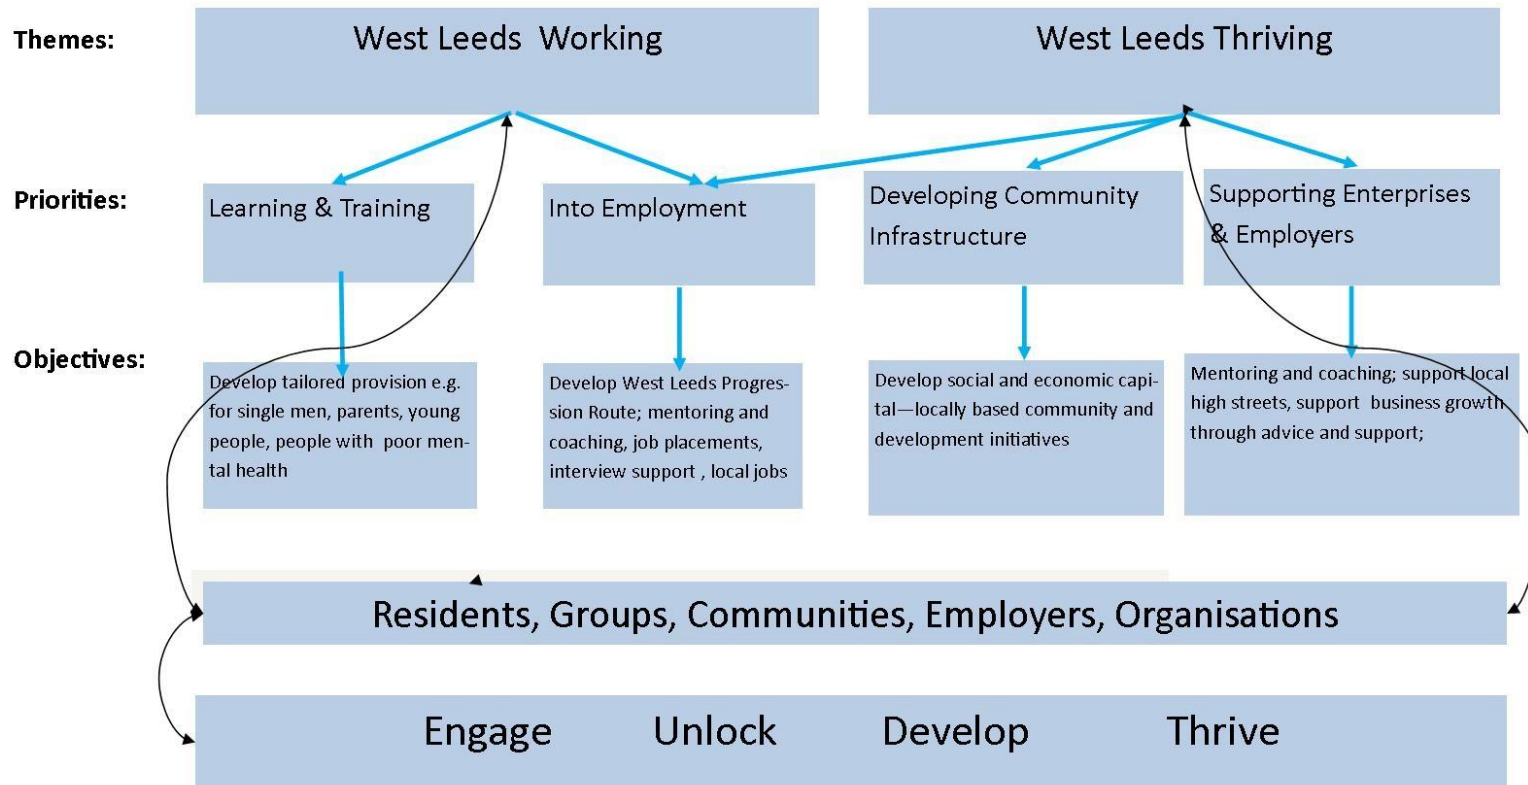 Themes:
West Leeds  Working
West Leeds Thriving
Priorities:
Learning & Training
Into Employment
Developing Community
Infrastructure
Supporting Enterprises
& Employers
Objectives:
Develop tailored provision e.g.
for single men, parents, young
people, people with  poor men-
tal health
Develop West Leeds Progres-
sion Route; mentoring and
coaching, job placements,
interview support , local jobs
Develop social and economic capi-
tal—locally based community and
development initiatives
Mentoring and coaching; support local
high streets, support  business growth
through advice and support;
Residents, Groups, Communities, Employers, Organisations
Engage Unlock Develop Thrive